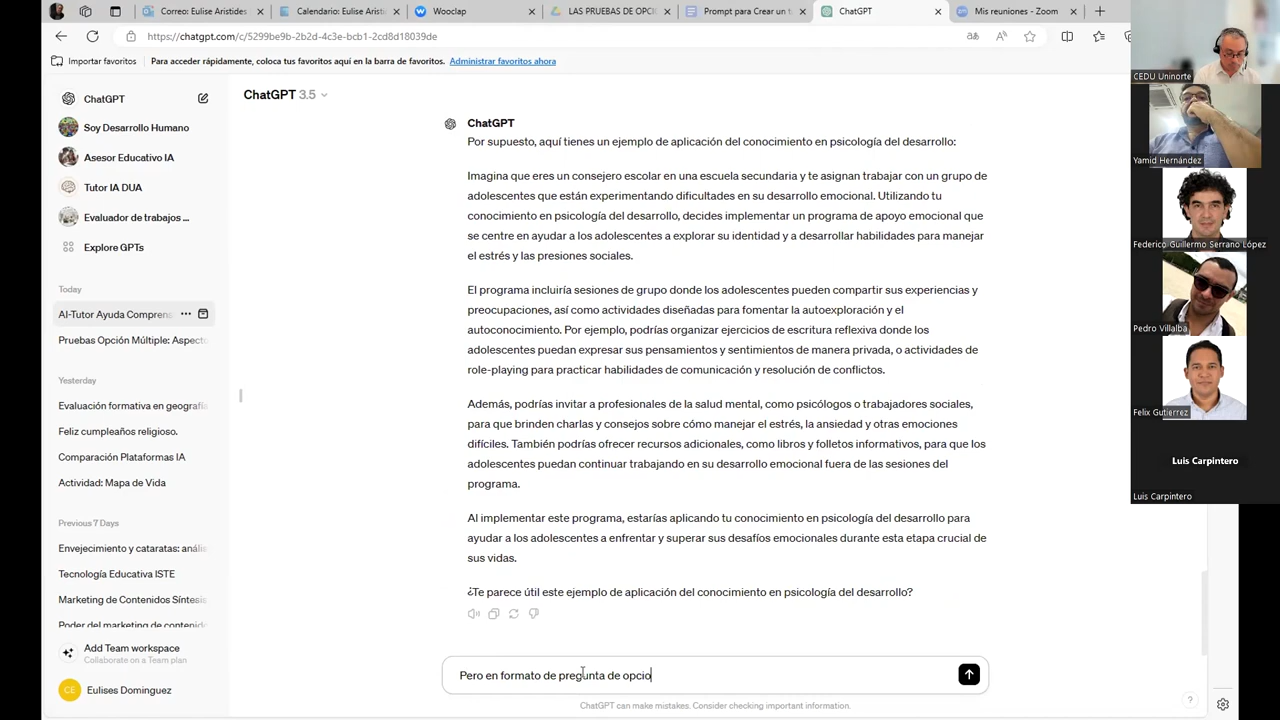 Correo: Eulise Aristides
Calendario: Eulise Aristi
Wooclap
LAS PRUEBAS DE OPCI
Prompt para Crear un t
ChatGPT
Mis reuniones - Zoom
https://chatgpt.com/c/5299be9b-2b2d-4c3e-bcb1-2cd8d18039de
Importar favoritos
Para acceder rápidamente, coloca tus favoritos aquí en la barra de favoritos. Administrar favoritos ahora
ChatGPT
Soy Desarrollo Humano
Asesor Educativo IA
Tutor IA DUA
Evaluador de trabajos ...
Explore GPTs
Today
AI-Tutor Ayuda Comprens
Pruebas Opción Múltiple: Aspecto
Yesterday
Evaluación formativa en geografía
Feliz cumpleaños religioso.
Comparación Plataformas IA
Actividad: Mapa de Vida
Previous 7 Days
Envejecimiento y cataratas: anális
Tecnología Educativa ISTE
Marketing de Contenidos Síntesis
Poder del marketing de contenido
Add Team workspace
Collaborate on a Team plan
CE
Eulises Dominguez
ChatGPT 3.5
ChatGPT
Por supuesto, aquí tienes un ejemplo de aplicación del conocimiento en psicología del desarrollo:
Imagina que eres un consejero escolar en una escuela secundaria y te asignan trabajar con un grupo de
adolescentes que están experimentando dificultades en su desarrollo emocional. Utilizando tu
conocimiento en psicología del desarrollo, decides implementar un programa de apoyo emocional que
se centre en ayudar a los adolescentes a explorar su identidad y a desarrollar habilidades para manejar
el estrés y las presiones sociales.
El programa incluiría sesiones de grupo donde los adolescentes pueden compartir sus experiencias y
preocupaciones, así como actividades diseñadas para fomentar la autoexploración y el
autoconocimiento. Por ejemplo, podrías organizar ejercicios de escritura reflexiva donde los
adolescentes puedan expresar sus pensamientos y sentimientos de manera privada, o actividades de
role-playing para practicar habilidades de comunicación y resolución de conflictos.
Además, podrías invitar a profesionales de la salud mental, como psicólogos o trabajadores sociales,
para que brinden charlas y consejos sobre cómo manejar el estrés, la ansiedad y otras emociones
difíciles. También podrías ofrecer recursos adicionales, como libros y folletos informativos, para que los
adolescentes puedan continuar trabajando en su desarrollo emocional fuera de las sesiones del
programa.
Al implementar este programa, estarías aplicando tu conocimiento en psicología del desarrollo para
ayudar a los adolescentes a enfrentar y superar sus desafíos emocionales durante esta etapa crucial de
sus vidas.
¿Te parece útil este ejemplo de aplicación del conocimiento en psicología del desarrollo?
Pero en formato de pregunta de opcio
ChatGPT can make mistakes. Consider checking important information.
?
CEDU Uninorte
Yamid Hernández
Federico Guillermo Serrano López
Pedro Villalba
Felix Gutierrez
Luis Carpintero
Luis Carpintero